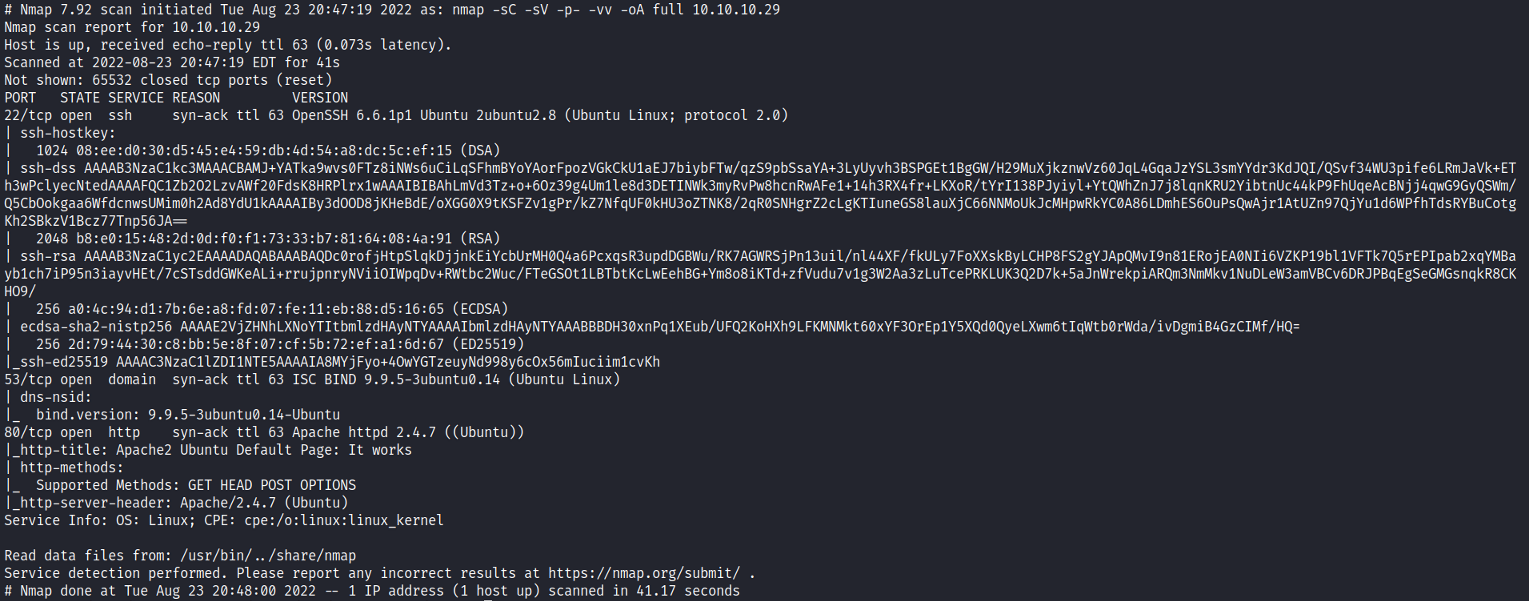 # Nmap 7.92 scan initiated Tue Aug 23 20:47:19 2022 as: nmap -sC -sV -p- -vv -oA full 10.10.10.29
Nmap scan report for 10.10.10.29
Host is up, received echo-reply ttl 63 (0.073s latency).
Scanned at 2022-08-23 20:47:19 EDT for 41s
Not shown: 65532 closed tcp ports (reset)
PORT   STATE SERVICE REASON         VERSION
22/tcp open  ssh     syn-ack ttl 63 OpenSSH 6.6.1p1 Ubuntu 2ubuntu2.8 (Ubuntu Linux; protocol 2.0)
| ssh-hostkey:
|   1024 08:ee:d0:30:d5:45:e4:59:db:4d:54:a8:dc:5c:ef:15 (DSA)
| ssh-dss AAAAB3NzaC1kc3MAAACBAMJ+YATka9wvs0FTz8iNWs6uCiLqSFhmBYoYAorFpozVGkCkU1aEJ7biybFTw/qzS9pbSsaYA+3LyUyvh3BSPGEt1BgGW/H29MuXjkznwVz60JqL4GqaJzYSL3smYYdr3KdJQI/QSvf34WU3pife6LRmJaVk+ET
h3wPclyecNtedAAAAFQC1Zb2O2LzvAWf20FdsK8HRPlrx1wAAAIBIBAhLmVd3Tz+o+6Oz39g4Um1le8d3DETINWk3myRvPw8hcnRwAFe1+14h3RX4fr+LKXoR/tYrI138PJyiyl+YtQWhZnJ7j8lqnKRU2YibtnUc44kP9FhUqeAcBNjj4qwG9GyQSWm/
Q5CbOokgaa6WfdcnwsUMim0h2Ad8YdU1kAAAAIBy3dOOD8jKHeBdE/oXGG0X9tKSFZv1gPr/kZ7NfqUF0kHU3oZTNK8/2qR0SNHgrZ2cLgKTIuneGS8lauXjC66NNMoUkJcMHpwRkYC0A86LDmhES6OuPsQwAjr1AtUZn97QjYu1d6WPfhTdsRYBuCotg
Kh2SBkzV1Bcz77Tnp56JA==
|   2048 b8:e0:15:48:2d:0d:f0:f1:73:33:b7:81:64:08:4a:91 (RSA)
| ssh-rsa AAAAB3NzaC1yc2EAAAADAQABAAABAQDc0rofjHtpSlqkDjjnkEiYcbUrMH0Q4a6PcxqsR3updDGBWu/RK7AGWRSjPn13uil/nl44XF/fkULy7FoXXskByLCHP8FS2gYJApQMvI9n81ERojEA0NIi6VZKP19bl1VFTk7Q5rEPIpab2xqYMBa
yb1ch7iP95n3iayvHEt/7cSTsddGWKeALi+rrujpnryNViiOIWpqDv+RWtbc2Wuc/FTeGSOt1LBTbtKcLwEehBG+Ym8o8iKTd+zfVudu7v1g3W2Aa3zLuTcePRKLUK3Q2D7k+5aJnWrekpiARQm3NmMkv1NuDLeW3amVBCv6DRJPBqEgSeGMGsnqkR8CK
HO9/
|   256 a0:4c:94:d1:7b:6e:a8:fd:07:fe:11:eb:88:d5:16:65 (ECDSA)
| ecdsa-sha2-nistp256 AAAAE2VjZHNhLXNoYTItbmlzdHAyNTYAAAAIbmlzdHAyNTYAAABBBDH30xnPq1XEub/UFQ2KoHXh9LFKMNMkt60xYF3OrEp1Y5XQd0QyeLXwm6tIqWtb0rWda/ivDgmiB4GzCIMf/HQ=
|   256 2d:79:44:30:c8:bb:5e:8f:07:cf:5b:72:ef:a1:6d:67 (ED25519)
|_ssh-ed25519 AAAAC3NzaC1lZDI1NTE5AAAAIA8MYjFyo+4OwYGTzeuyNd998y6cOx56mIuciim1cvKh
53/tcp open  domain  syn-ack ttl 63 ISC BIND 9.9.5-3ubuntu0.14 (Ubuntu Linux)
| dns-nsid:
|_  bind.version: 9.9.5-3ubuntu0.14-Ubuntu
80/tcp open  http    syn-ack ttl 63 Apache httpd 2.4.7 ((Ubuntu))
|_http-title: Apache2 Ubuntu Default Page: It works
| http-methods:
|_  Supported Methods: GET HEAD POST OPTIONS
|_http-server-header: Apache/2.4.7 (Ubuntu)
Service Info: OS: Linux; CPE: cpe:/o:linux:linux_kernel

Read data files from: /usr/bin/../share/nmap
Service detection performed. Please report any incorrect results at https://nmap.org/submit/ .
# Nmap done at Tue Aug 23 20:48:00 2022 -- 1 IP address (1 host up) scanned in 41.17 seconds